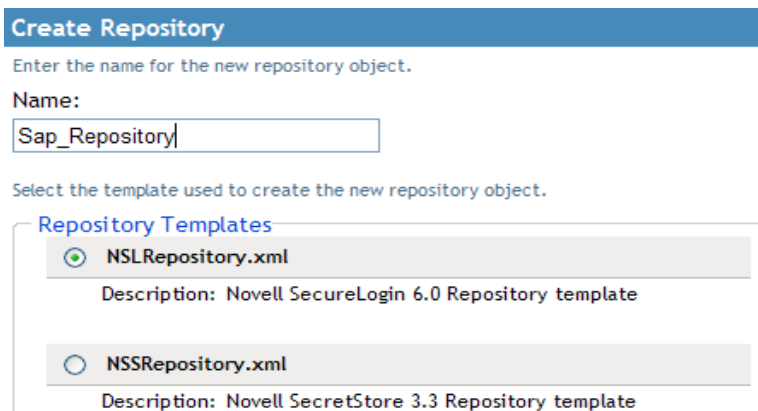 Create Repository
Enter the name for the new repository object.
Name:
Sap_Repository
Select the template used to create the new repository object.
Repository Templates
NSLRepository.xml
Description: Novell SecureLogin 6.0 Repository template
NSSRepository.xml
Description: Novell SecretStore 3.3 Repository template